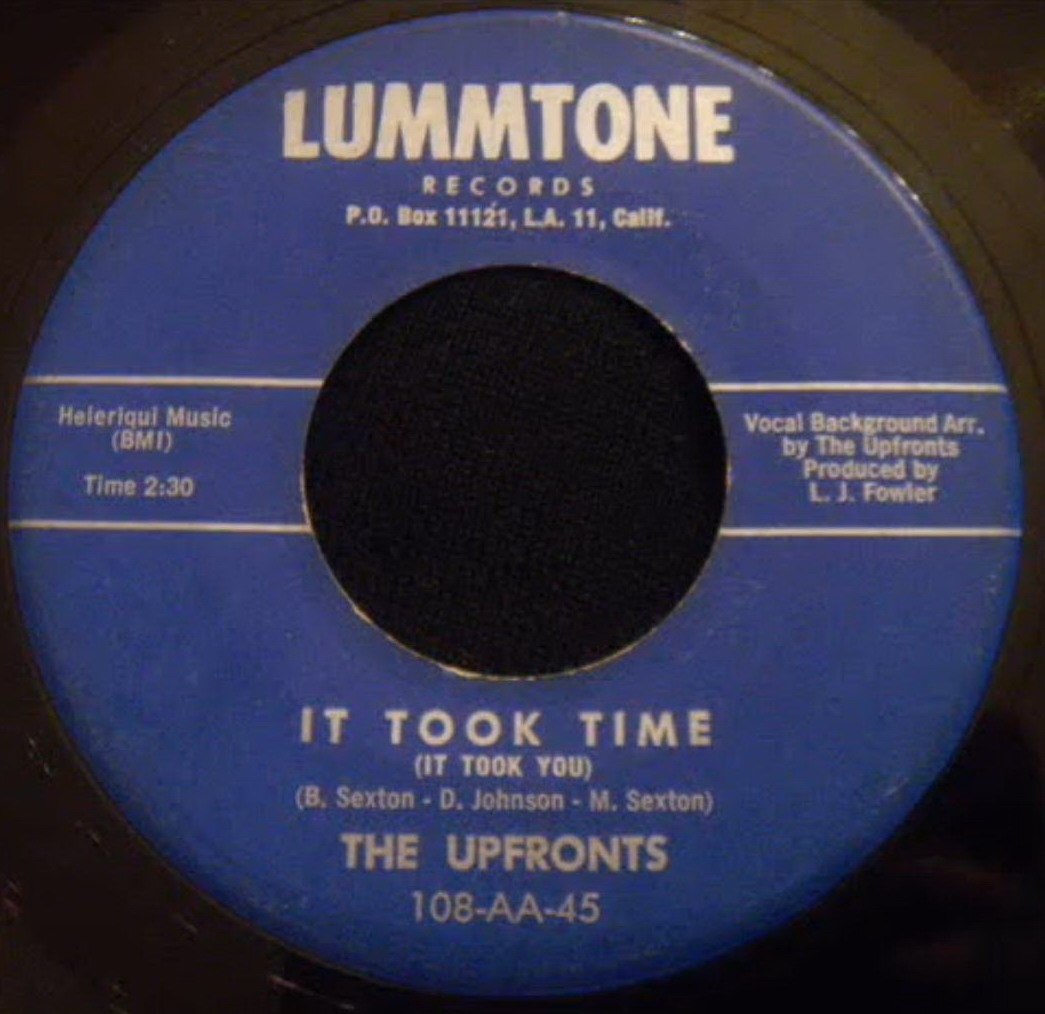 LUMMTONE
RECORDS
P.O. Box 11121, L.A. 11, Calif.
Heleriqui Music
(BMI)
Time 2:30
Vocal Background Arr.
by The Upfronts
Produced by
L. J. Fowler
IT TOOK TIME
(IT TOOK YOU)
(B. Sexton - D. Johnson - M. Sexton)
THE UPFRONTS
108-AA-45